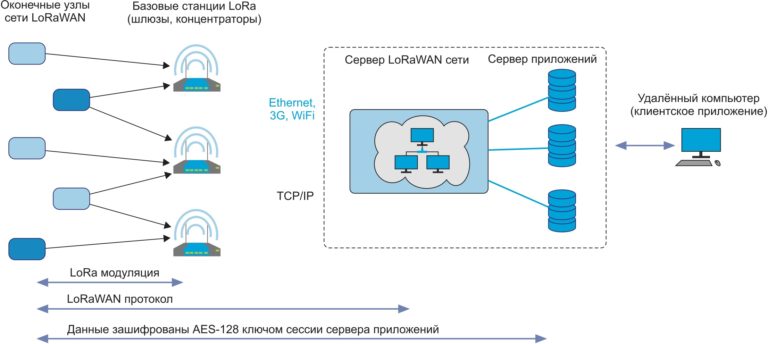 Оконечные узлы
сети LoRaWAN
Базовые станции LoRa
(шлюзы, концентраторы)
Сервер LoRaWAN сети
Сервер приложений
Ethernet,
3G, WiFi
Удалённый компьютер
(клиентское приложение)
TCP/IP
LoRa модуляция
LoRaWAN протокол
Данные зашифрованы AES-128 ключом сессии сервера приложений